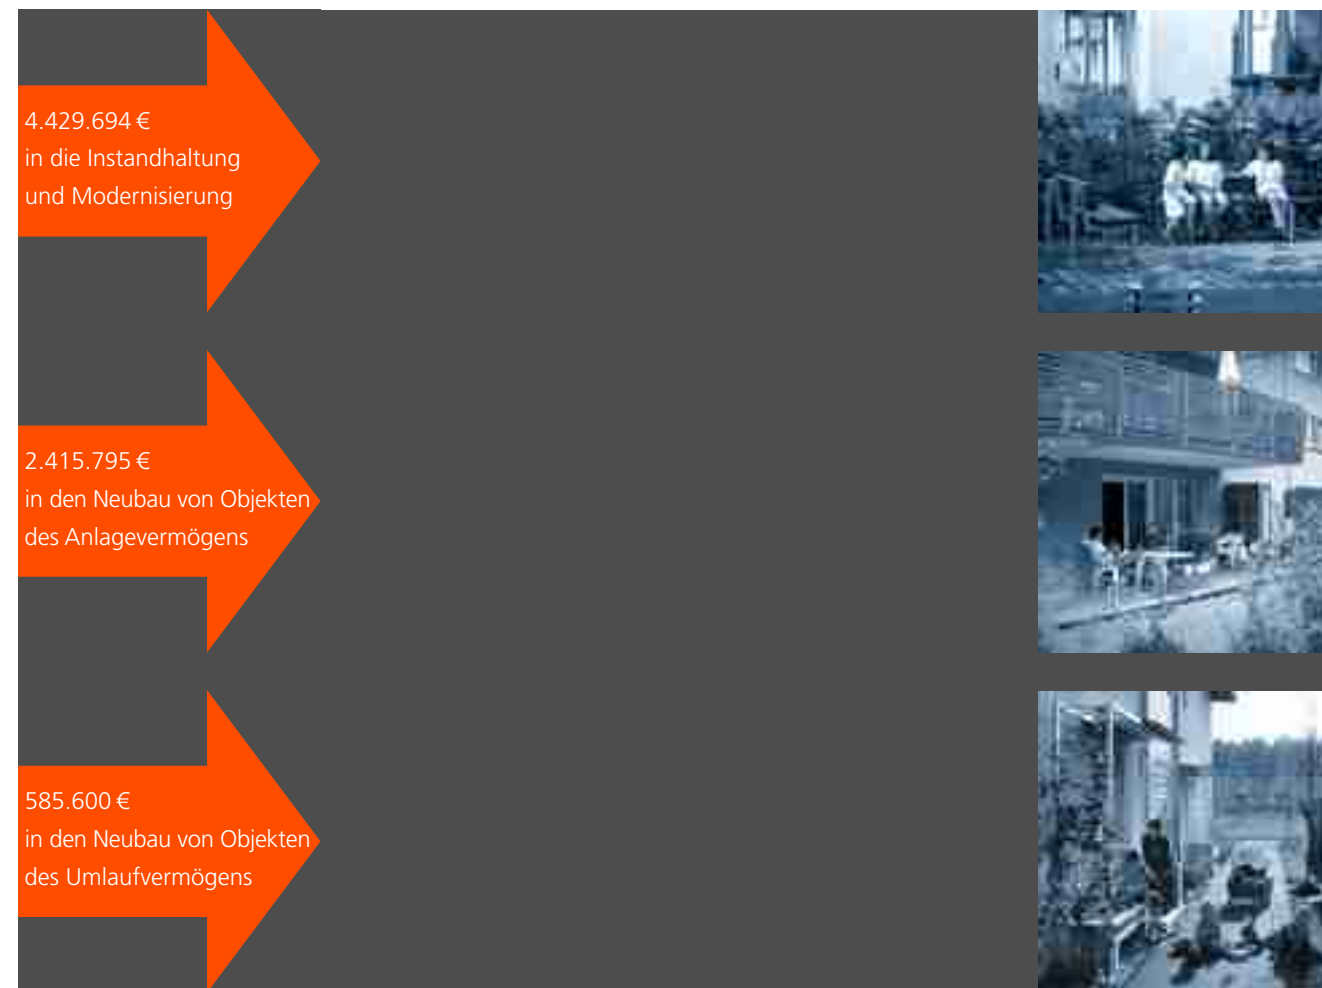 4.429.694 €
in die Instandhaltung
und Modernisierung
2.415.795 €
in den Neubau von Objekten
des Anlagevermögens
585.600 €
in den Neubau von Objekten
des Umlaufvermögens